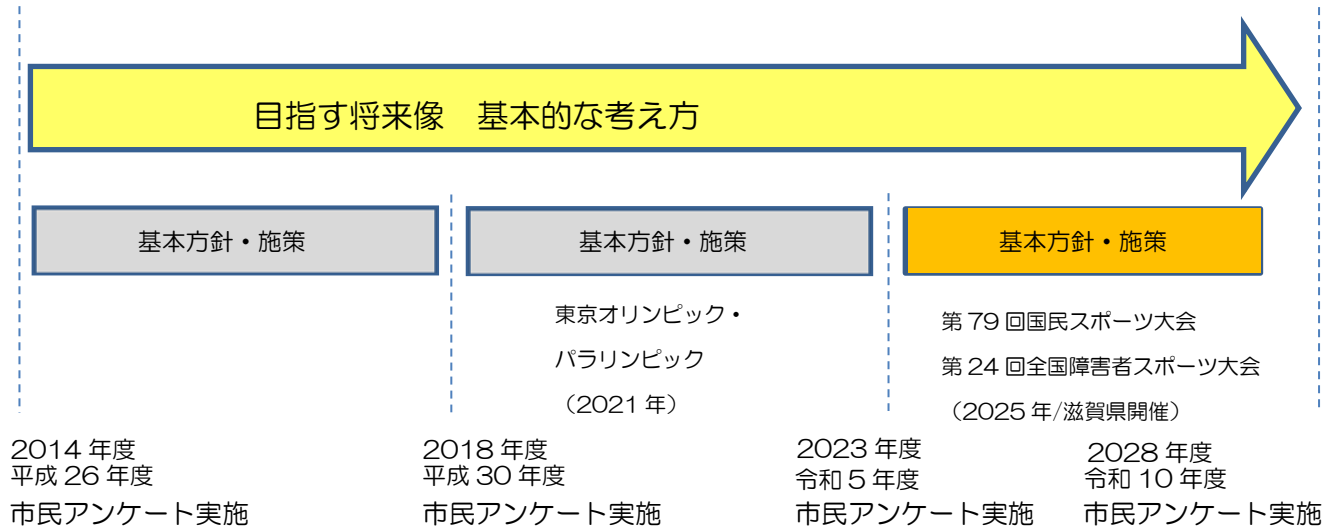 目指す将来像　基本的な考え方
基本方針・施策
基本方針・施策
基本方針・施策
東京オリンピック・
パラリンピック
（2021 年）
第 79 回国民スポーツ大会
第 24 回全国障害者スポーツ大会
（2025 年/滋賀県開催）
2014 年度
平成 26 年度
市民アンケート実施
2018 年度
平成 30 年度
市民アンケート実施
2023 年度
令和 5 年度
市民アンケート実施
2028 年度
令和 10 年度
市民アンケート実施